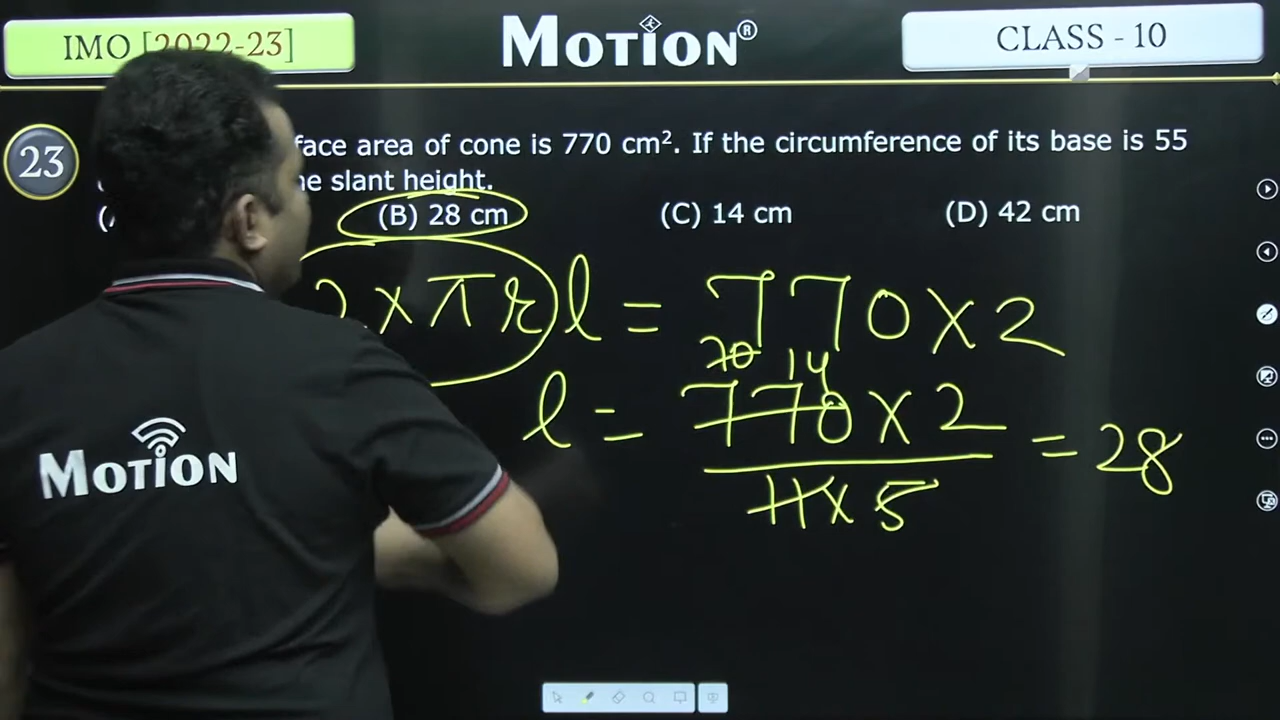 IMO [2022-23]
MOTION®
CLASS - 10
23
face area of cone is 770 cm². If the circumference of its base is 55
slant height.
(B) 28 cm
(C) 14 cm
(D) 42 cm
2 × πr) l = 770 × 2
70 14
l = 770 × 2 = 28
11 × 5
MOTION